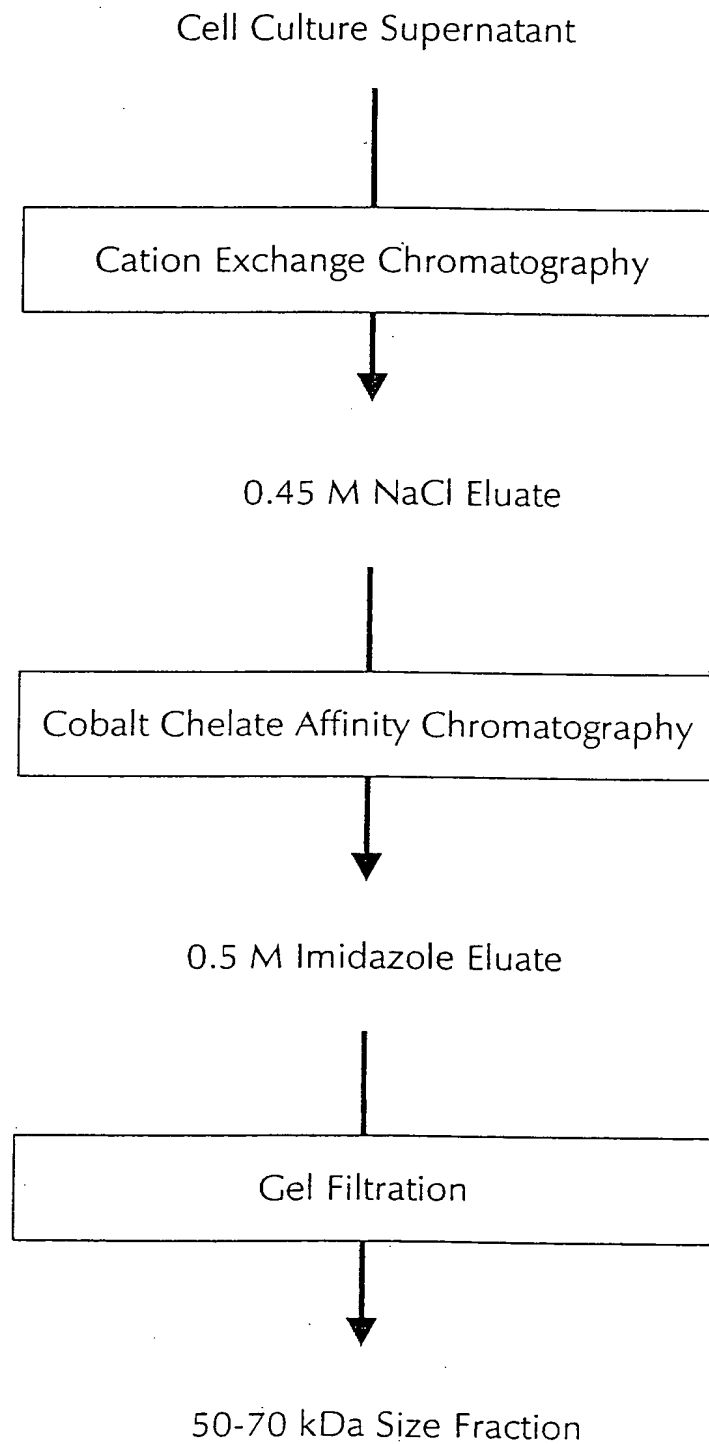 Cell Culture Supernatant
Cation Exchange Chromatography
0.45 M NaCl Eluate
Cobalt Chelate Affinity Chromatography
0.5 M Imidazole Eluate
Gel Filtration
50-70 kDa Size Fraction